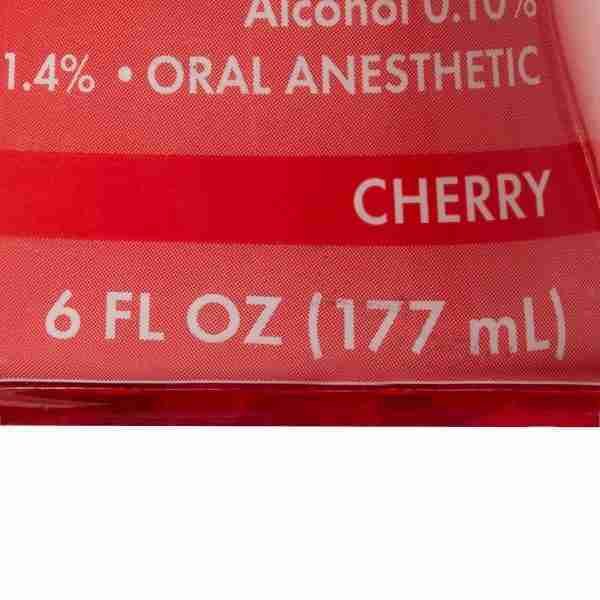 Alcohol 0.10%
1.4% • ORAL ANESTHETIC
CHERRY
6 FL OZ (177 mL)